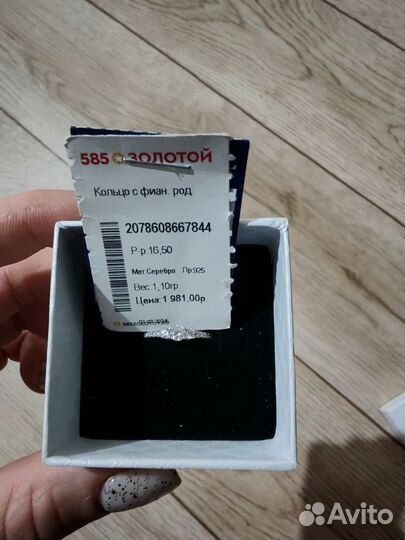 585 ЗОЛОТОЙ
Кольцо с фиан. род.
2078608667844
Р-р 16,50
Мат.Серебро Пр.925
Вес 1,10гр.
Цена: 1 981,00р.
Avito